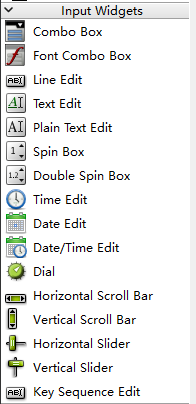 Input Widgets
Combo Box
Font Combo Box
Line Edit
Text Edit
Plain Text Edit
Spin Box
Double Spin Box
Time Edit
Date Edit
Date/Time Edit
Dial
Horizontal Scroll Bar
Vertical Scroll Bar
Horizontal Slider
Vertical Slider
Key Sequence Edit